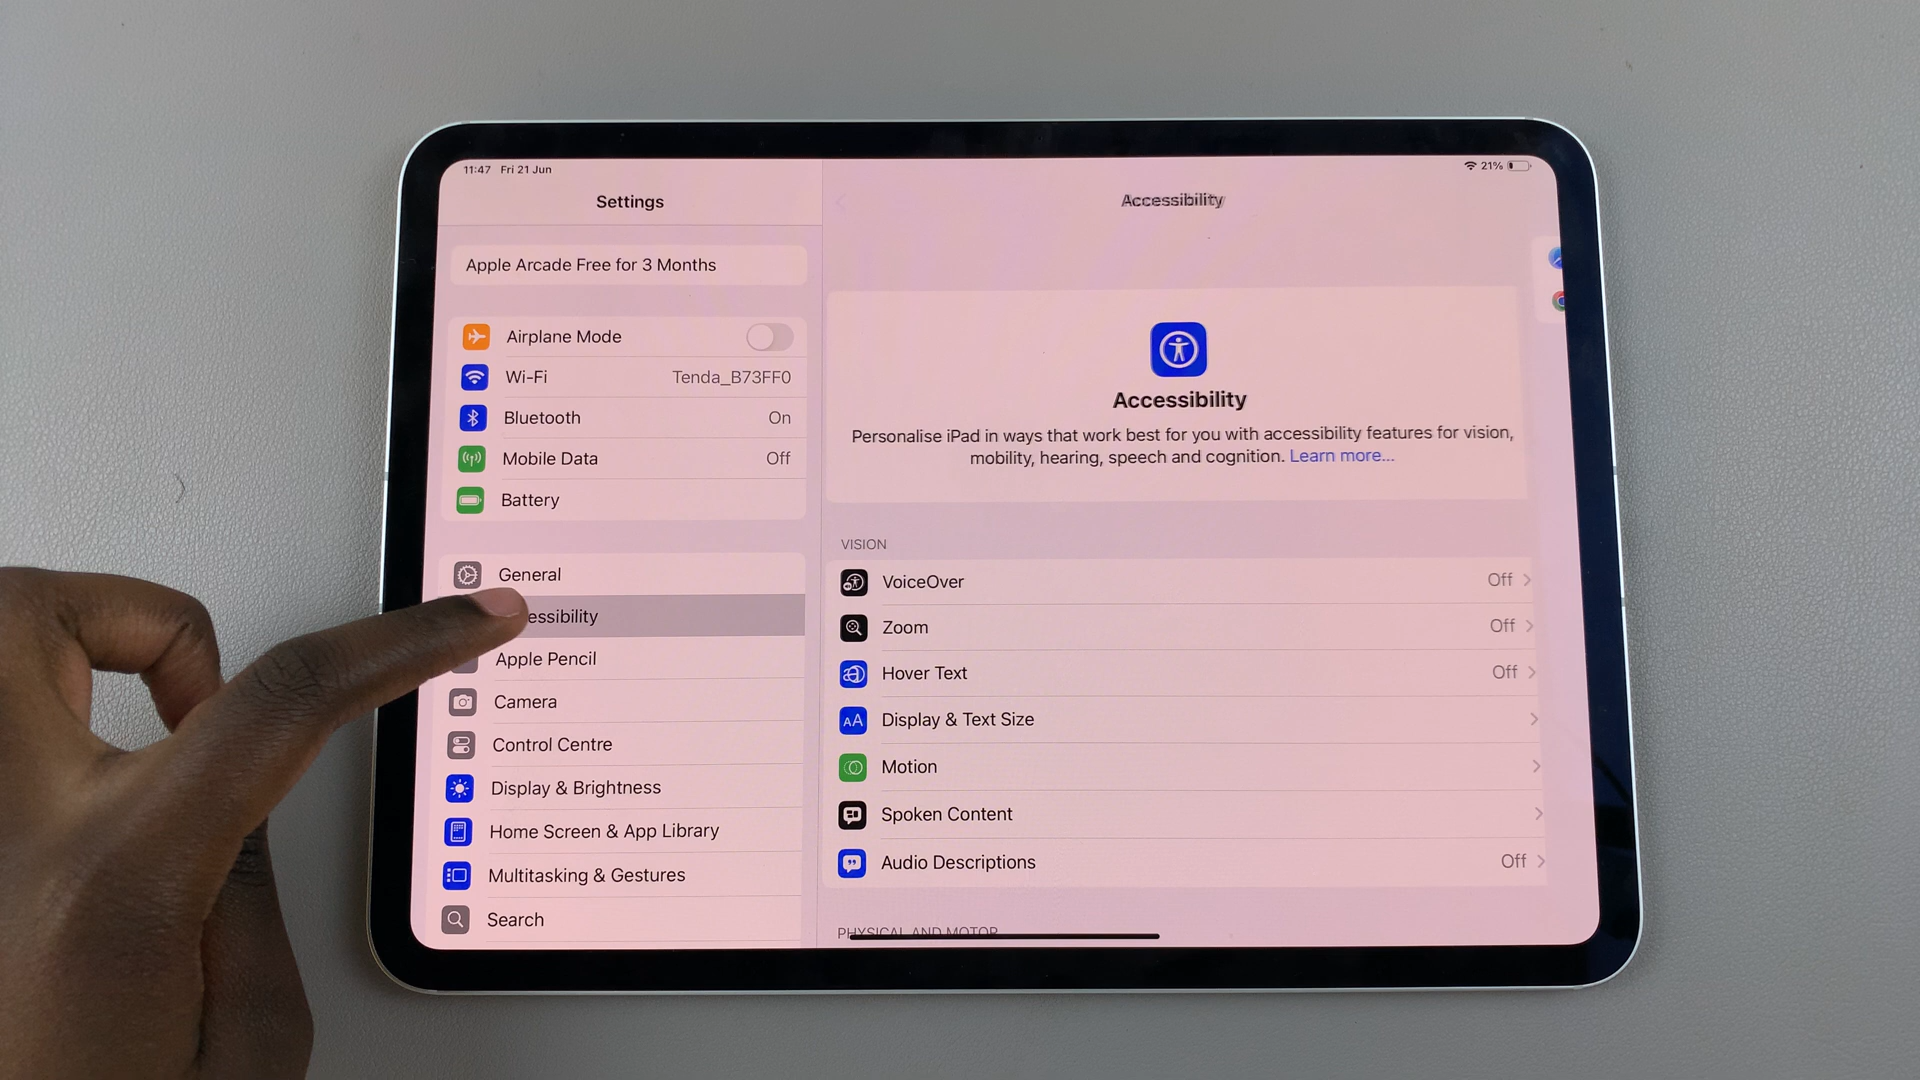 11:47 Fri 21 Jun
21%
Settings
Apple Arcade Free for 3 Months
Airplane Mode
Wi-Fi Tenda_B73FF0
Bluetooth On
Mobile Data Off
Battery
General
essibility
Apple Pencil
Camera
Control Centre
Display & Brightness
Home Screen & App Library
Multitasking & Gestures
Search
Accessibility
Accessibility
Personalise iPad in ways that work best for you with accessibility features for vision,
mobility, hearing, speech and cognition. Learn more...
VISION
VoiceOver Off
Zoom Off
Hover Text Off
Display & Text Size
Motion
Spoken Content
Audio Descriptions Off
PHYSICAL AND MOTOR